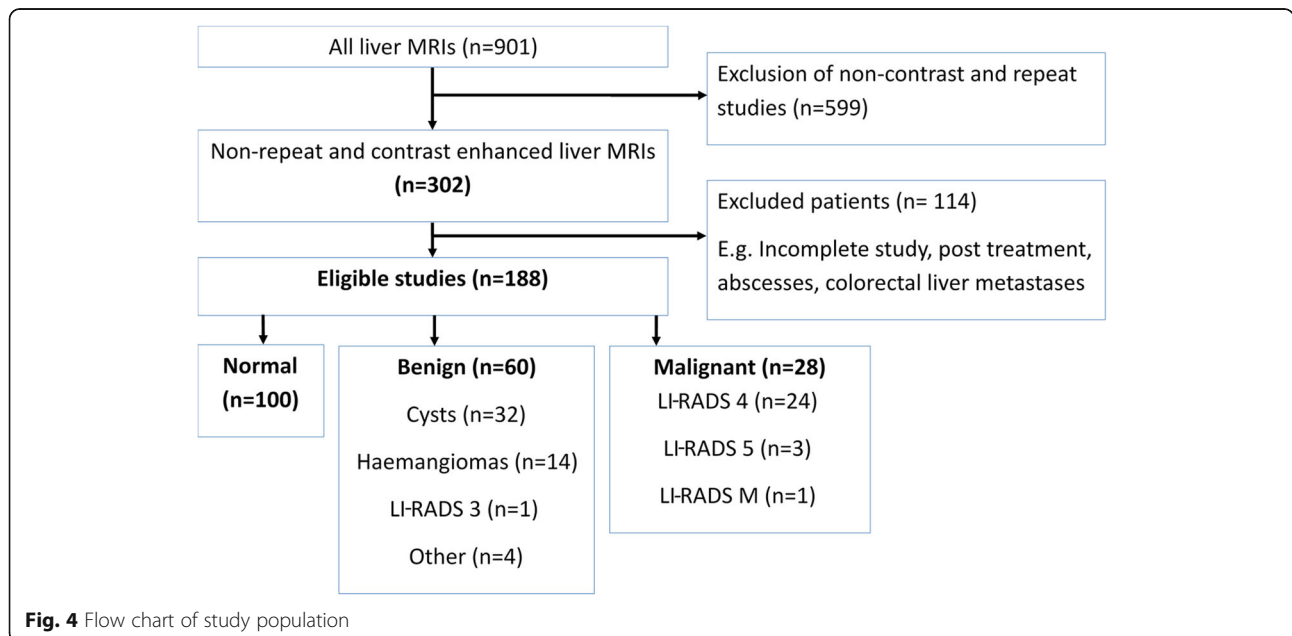 All liver MRIs (n=901)
Exclusion of non-contrast and repeat
studies (n=599)
Non-repeat and contrast enhanced liver MRIs
(n=302)
Excluded patients (n= 114)
E.g. Incomplete study, post treatment,
abscesses, colorectal liver metastases
Eligible studies (n=188)
Normal
(n=100)
Benign (n=60)
Cysts (n=32)
Haemangiomas (n=14)
LI-RADS 3 (n=1)
Other (n=4)
Malignant (n=28)
LI-RADS 4 (n=24)
LI-RADS 5 (n=3)
LI-RADS M (n=1)
Fig. 4 Flow chart of study population